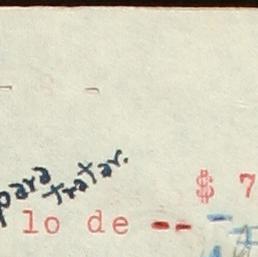 para
tratar.
$ 7
lo de --